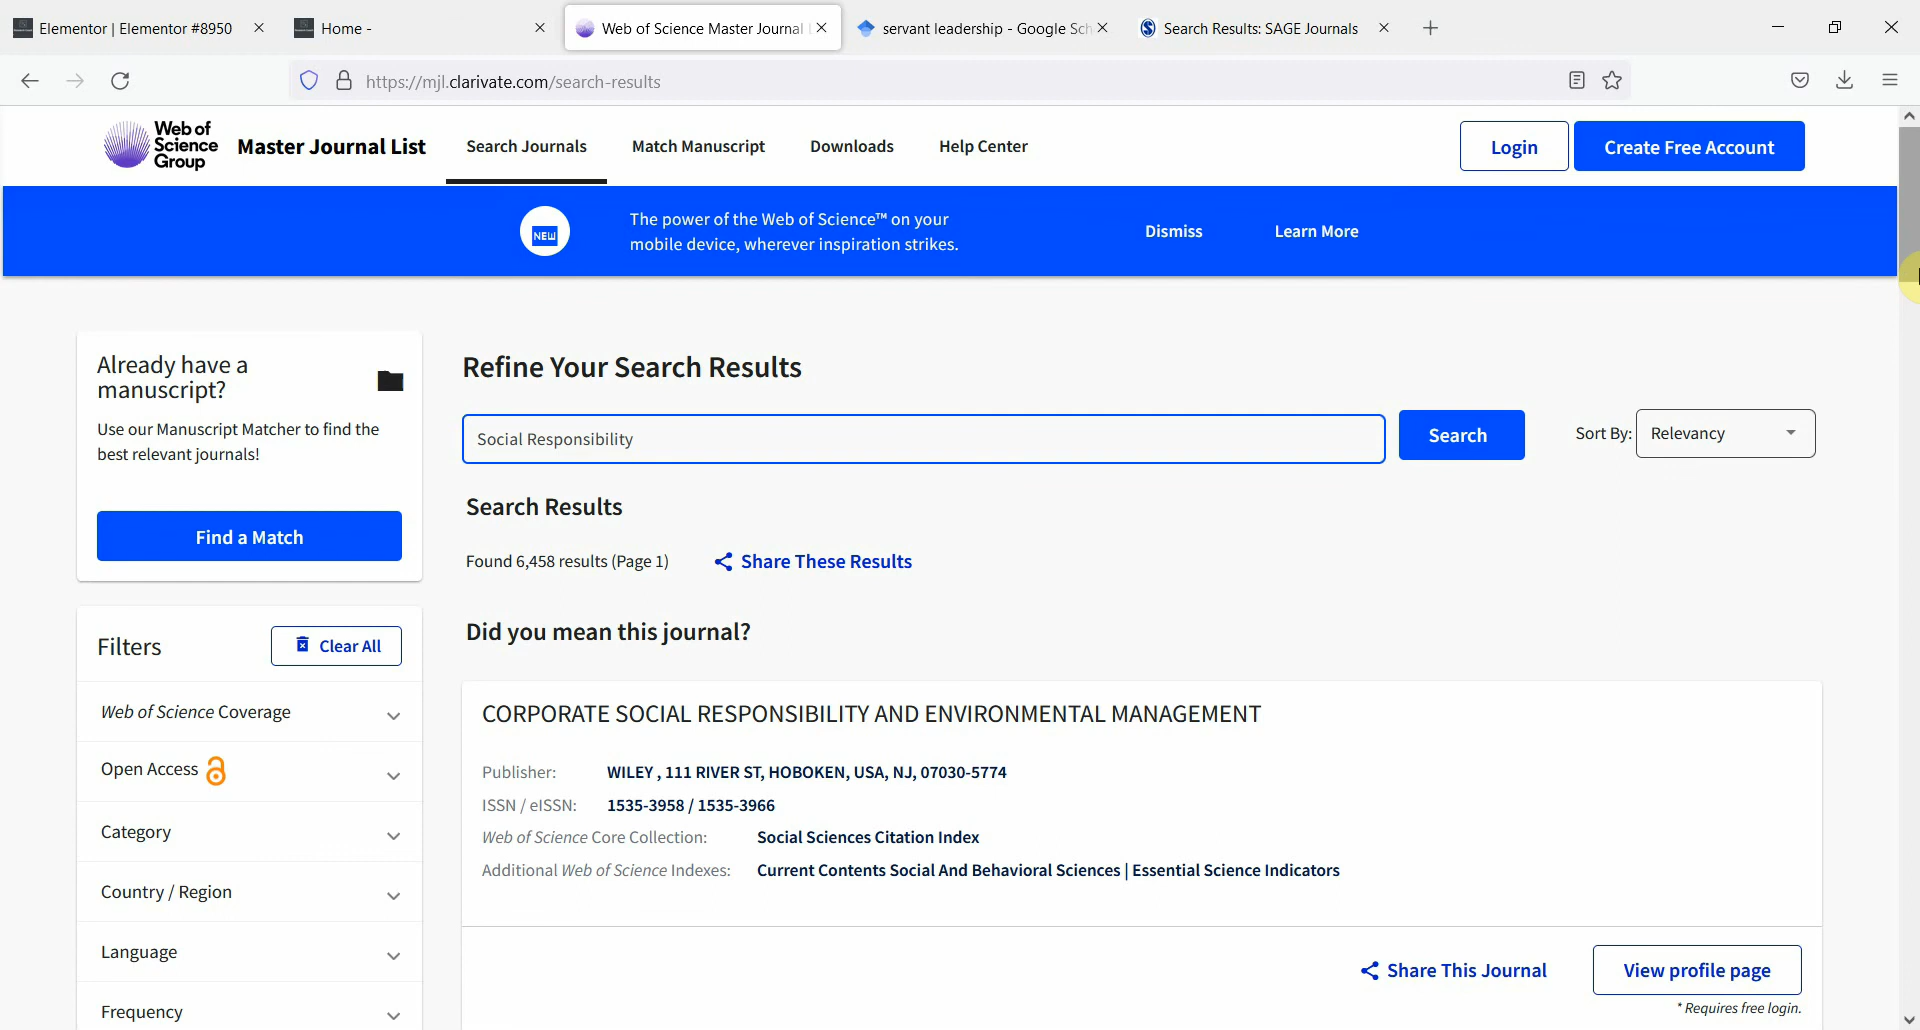 Elementor | Elementor #8950
Home -
Web of Science Master Journal
servant leadership - Google Sch
Search Results: SAGE Journals
https://mjl.clarivate.com/search-results
Web of
Science
Group
Master Journal List
Search Journals
Match Manuscript
Downloads
Help Center
Login
Create Free Account
NEW
The power of the Web of Science™ on your
mobile device, wherever inspiration strikes.
Dismiss
Learn More
Already have a
manuscript?
Use our Manuscript Matcher to find the
best relevant journals!
Find a Match
Refine Your Search Results
Social Responsibility
Search
Sort By: Relevancy
Search Results
Found 6,458 results (Page 1)
Share These Results
Did you mean this journal?
Filters
Clear All
Web of Science Coverage
Open Access
Category
Country / Region
Language
Frequency
CORPORATE SOCIAL RESPONSIBILITY AND ENVIRONMENTAL MANAGEMENT
Publisher: WILEY , 111 RIVER ST, HOBOKEN, USA, NJ, 07030-5774
ISSN / eISSN: 1535-3958 / 1535-3966
Web of Science Core Collection: Social Sciences Citation Index
Additional Web of Science Indexes: Current Contents Social And Behavioral Sciences | Essential Science Indicators
Share This Journal
View profile page
* Requires free login.